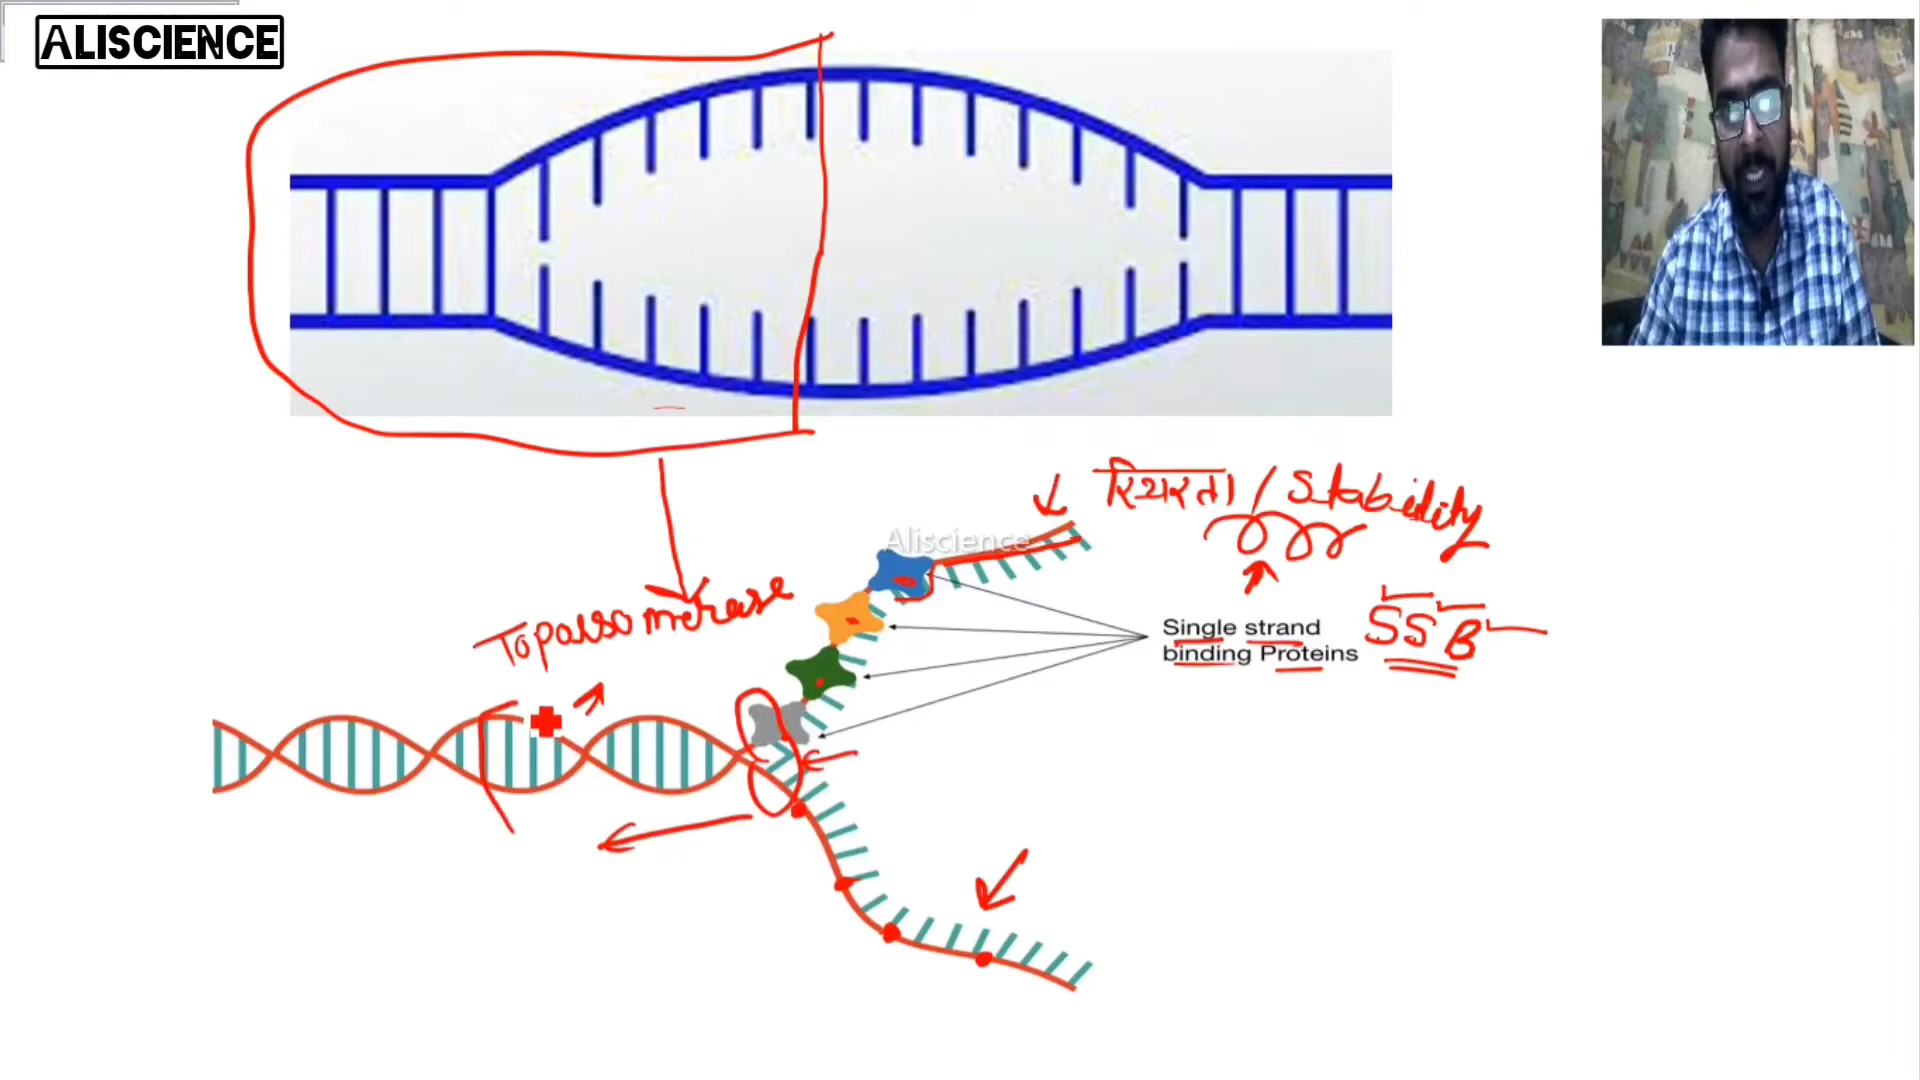 ALISCIENCE
स्थिरता / Stability
Aliscience
Topoisomerase
Single strand
binding Proteins
SSB